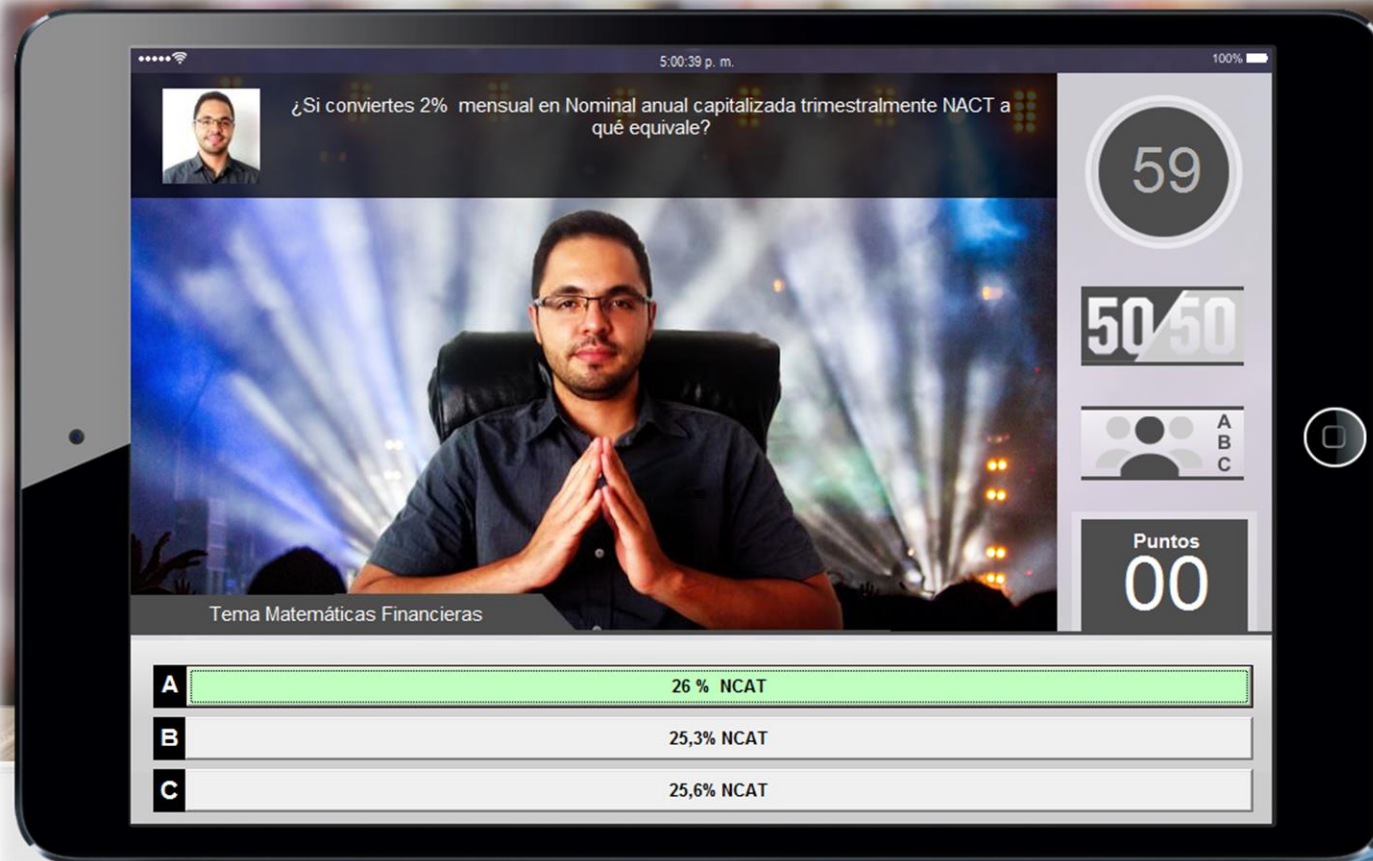 5:00:39 p. m.
100%
¿Si conviertes 2% mensual en Nominal anual capitalizada trimestralmente NACT a
qué equivale?
59
50/50
A
B
C
Puntos
00
Tema Matemáticas Financieras
A 26 % NCAT
B 25,3% NCAT
C 25,6% NCAT